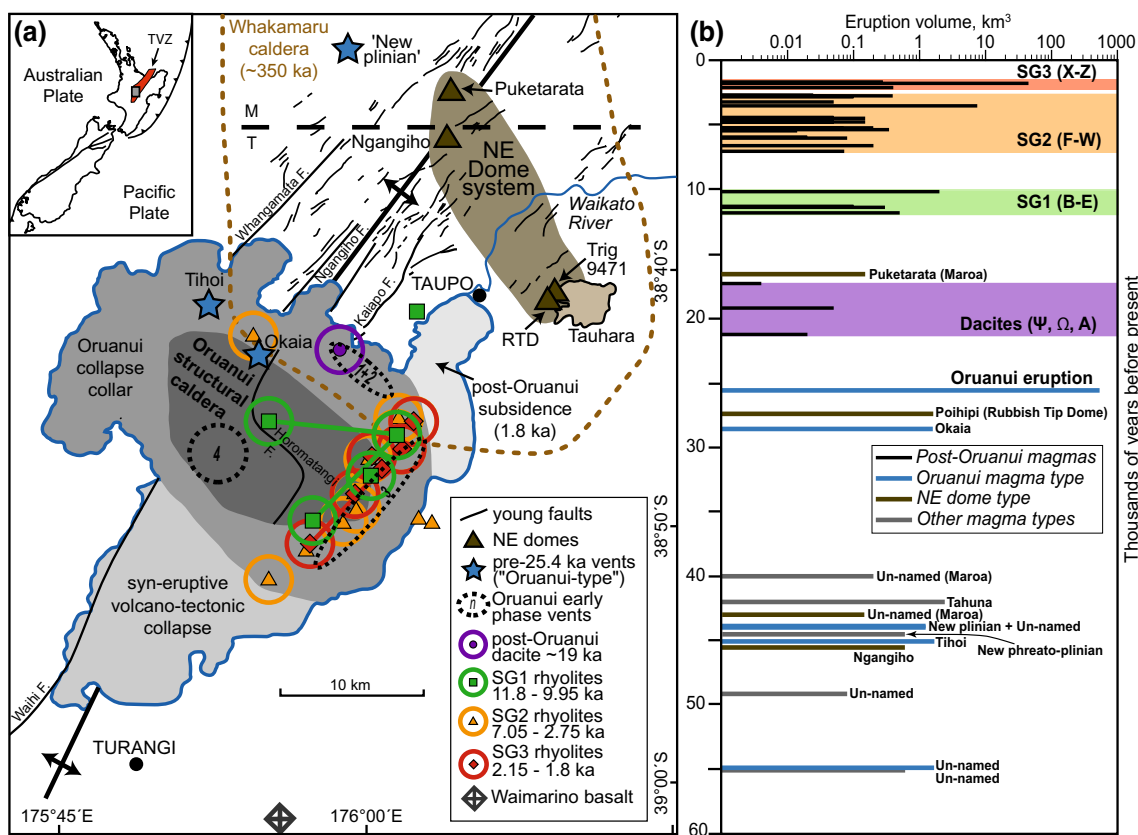 (a)
TVZ
Australian
Plate
Pacific
Plate
Whakamaru
caldera
(~350 ka)
'New
plinian'
Puketarata
M
T
Ngangiho
NE
Dome
system
Whangamata F.
Ngangiho F.
Kaiapo F.
Waikato
River
Trig
9471
TAUPO
RTD
Tauhara
38°40´S
Tihoi
Okaia
Oruanui
collapse
collar
Oruanui
structural
caldera
1+2
post-Oruanui
subsidence
(1.8 ka)
Horomatangi
F.
4
3
38°50´S
syn-eruptive
volcano-tectonic
collapse
Waihi F.
10 km
TURANGI
young faults
NE domes
pre-25.4 ka vents
("Oruanui-type")
n
Oruanui early
phase vents
post-Oruanui
dacite ~19 ka
SG1 rhyolites
11.8 - 9.95 ka
SG2 rhyolites
7.05 - 2.75 ka
SG3 rhyolites
2.15 - 1.8 ka
Waimarino basalt
39°00´S
175°45´E
176°00´E
(b)
Eruption volume, km³
0.01 0.1 1 10 100 1000
0
10
20
30
40
50
60
Thousands of years before present
SG3 (X-Z)
SG2 (F-W)
SG1 (B-E)
Puketarata (Maroa)
Dacites (Ψ, Ω, A)
Oruanui eruption
Poihipi (Rubbish Tip Dome)
Okaia
Post-Oruanui magmas
Oruanui magma type
NE dome type
Other magma types
Un-named (Maroa)
Tahuna
Un-named (Maroa)
New plinian + Un-named
Tihoi
New phreato-plinian
Ngangiho
Un-named
Un-named
Un-named